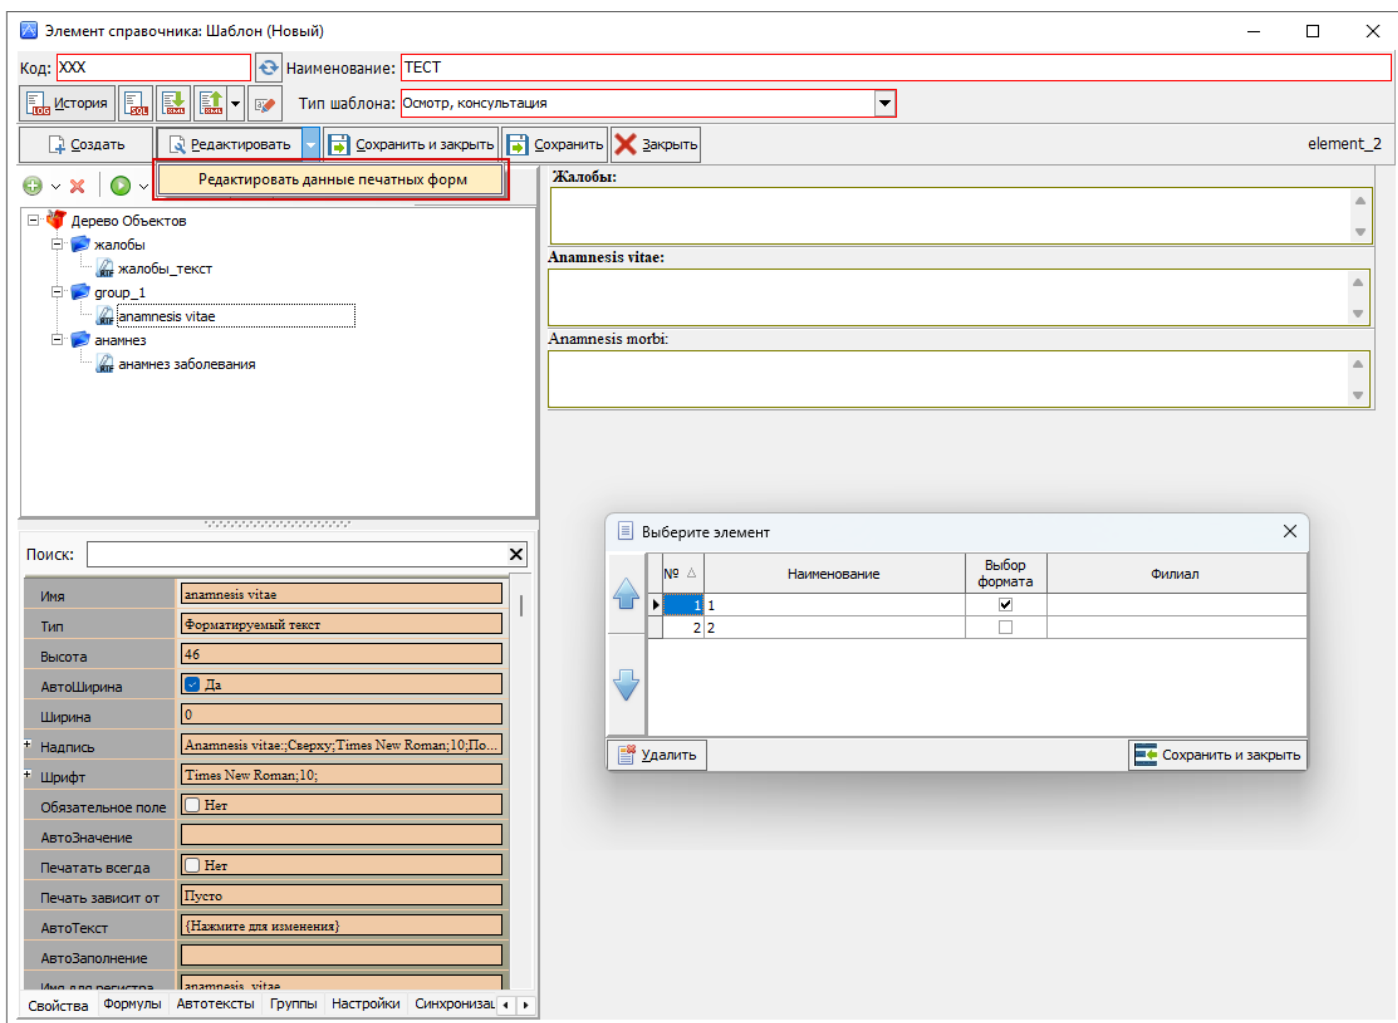 Элемент справочника: Шаблон (Новый)
Код: XXX Наименование: ТЕСТ
История Тип шаблона: Осмотр, консультация
Создать Редактировать Сохранить и закрыть Сохранить Закрыть element_2
Редактировать данные печатных форм
Дерево Объектов
жалобы
жалобы_текст
group_1
anamnesis vitae
анамнез
анамнез заболевания
Жалобы:
Anamnesis vitae:
Anamnesis morbi:
Поиск:
Имя anamnesis vitae
Тип Форматируемый текст
Высота 46
АвтоШирина Да
Ширина 0
Надпись Anamnesis vitae:;Сверху;Times New Roman;10;По...
Шрифт Times New Roman;10;
Обязательное поле Нет
АвтоЗначение
Печатать всегда Нет
Печать зависит от Пусто
АвтоТекст {Нажмите для изменения}
АвтоЗаполнение
Имя для регистра anamnesis_vitae
Свойства Формулы Автотексты Группы Настройки Синхронизац
Выберите элемент
№ Наименование Выбор формата Филиал
1 1
2 2
Удалить Сохранить и закрыть